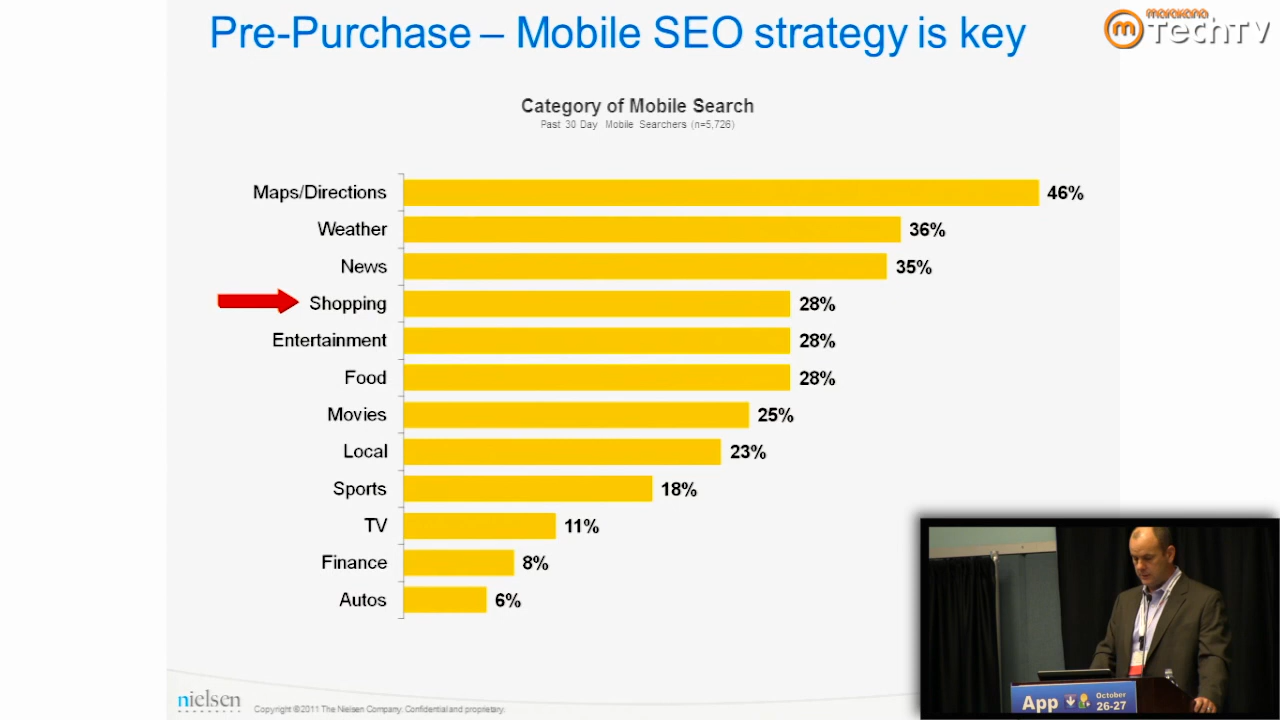 Pre-Purchase – Mobile SEO strategy is key
marakana
TechTV
Category of Mobile Search
Past 30 Day Mobile Searchers (n=5,726)
Maps/Directions 46%
Weather 36%
News 35%
Shopping 28%
Entertainment 28%
Food 28%
Movies 25%
Local 23%
Sports 18%
TV 11%
Finance 8%
Autos 6%
nielsen
Copyright ©2011 The Nielsen Company. Confidential and proprietary.
App
October
26-27